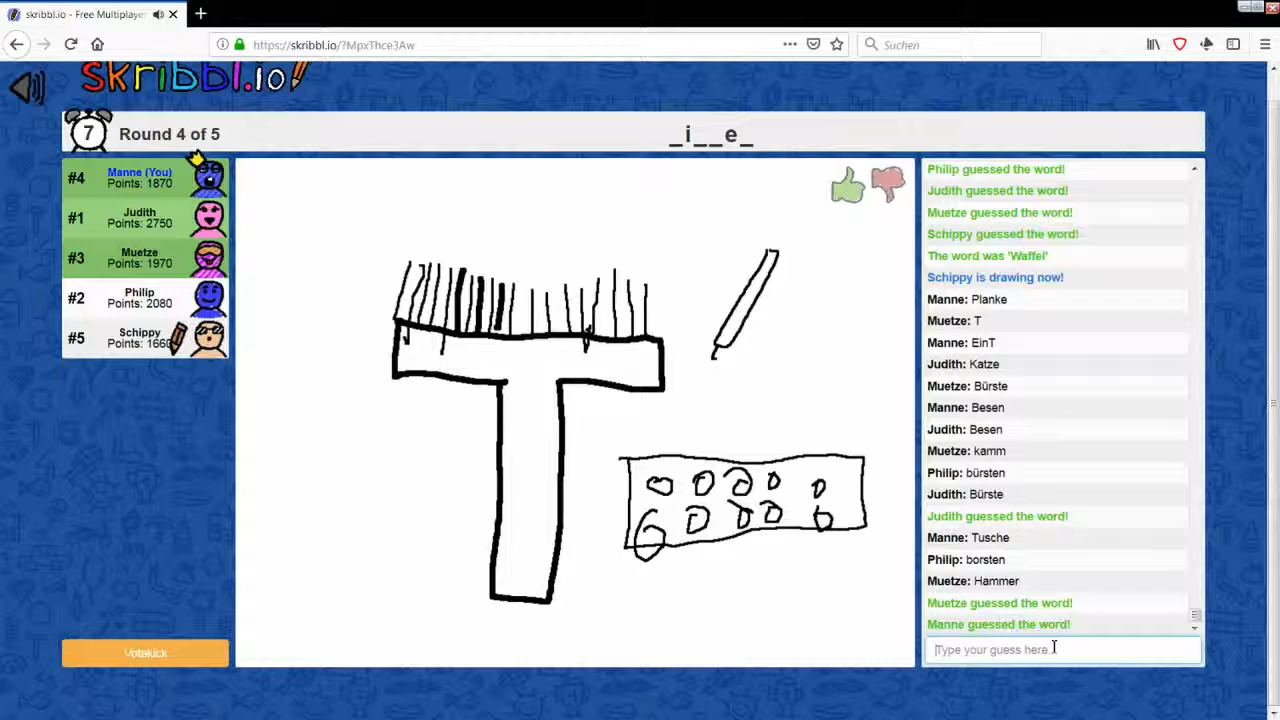 skribbl.io - Free Multiplayer
https://skribbl.io/?MpxThce3Aw
Suchen
skribbl.io
7
Round 4 of 5
_i__e_
#4
Manne (You)
Points: 1870
#1
Judith
Points: 2750
#3
Muetze
Points: 1970
#2
Philip
Points: 2080
#5
Schippy
Points: 1660
Votekick
Philip guessed the word!
Judith guessed the word!
Muetze guessed the word!
Schippy guessed the word!
The word was 'Waffel'
Schippy is drawing now!
Manne: Planke
Muetze: T
Manne: EinT
Judith: Katze
Muetze: Bürste
Manne: Besen
Judith: Besen
Muetze: kamm
Philip: bürsten
Judith: Bürste
Judith guessed the word!
Manne: Tusche
Philip: borsten
Muetze: Hammer
Muetze guessed the word!
Manne guessed the word!
Type your guess here...